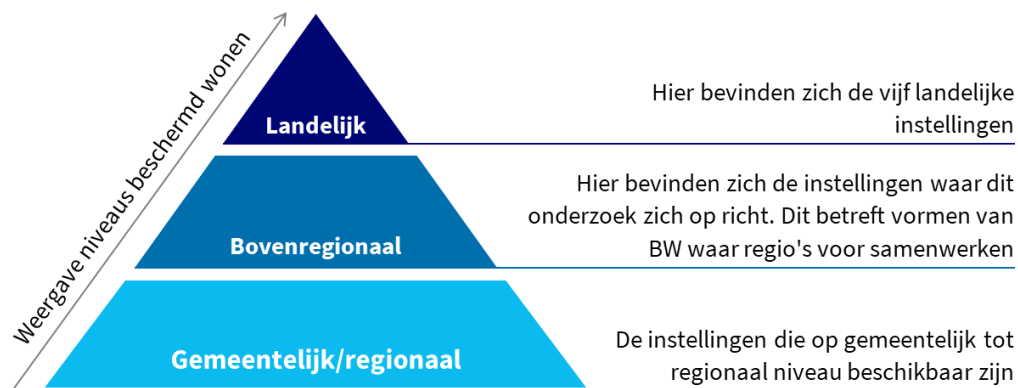 Weergave niveaus beschermd wonen
Landelijk
Hier bevinden zich de vijf landelijke
instellingen
Bovenregionaal
Hier bevinden zich de instellingen waar dit
onderzoek zich op richt. Dit betreft vormen van
BW waar regio's voor samenwerken
Gemeentelijk/regionaal
De instellingen die op gemeentelijk tot
regionaal niveau beschikbaar zijn